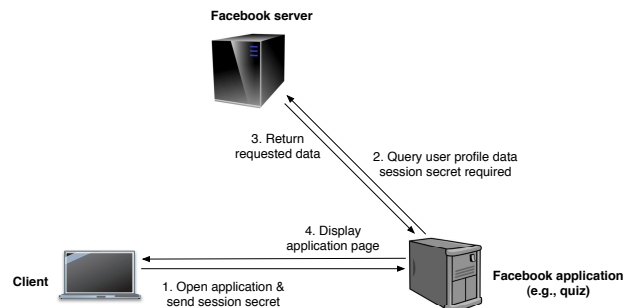 Facebook server
3. Return
requested data
2. Query user profile data
session secret required
4. Display
application page
Client
1. Open application &
send session secret
Facebook application
(e.g., quiz)